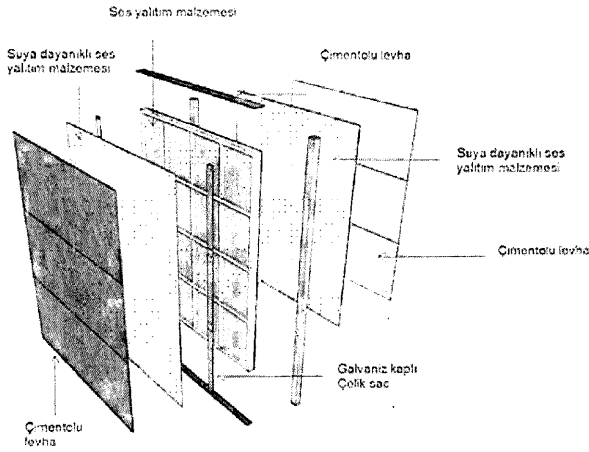 Ses yalıtım malzemesi
Suya dayanıklı ses
yalıtım malzemesi
Çimentolu levha
Suya dayanıklı ses
yalıtım malzemesi
Çimentolu levha
Galvaniz kaplı
Çelik sac
Çimentolu
levha